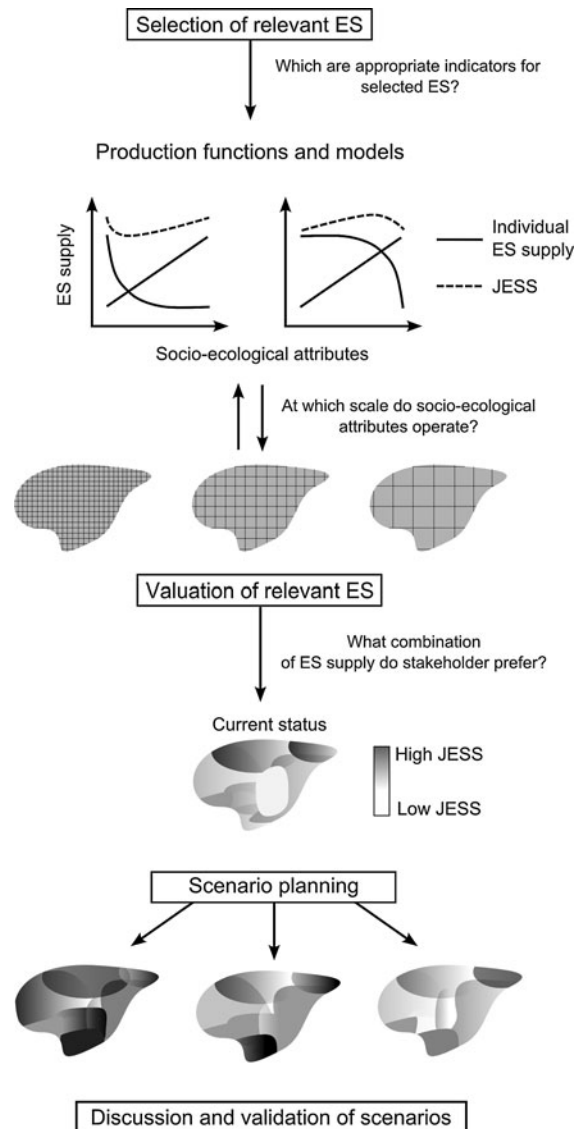 Selection of relevant ES
Which are appropriate indicators for
selected ES?
Production functions and models
ES supply
Individual
ES supply
JESS
Socio-ecological attributes
At which scale do socio-ecological
attributes operate?
Valuation of relevant ES
What combination
of ES supply do stakeholder prefer?
Current status
High JESS
Low JESS
Scenario planning
Discussion and validation of scenarios